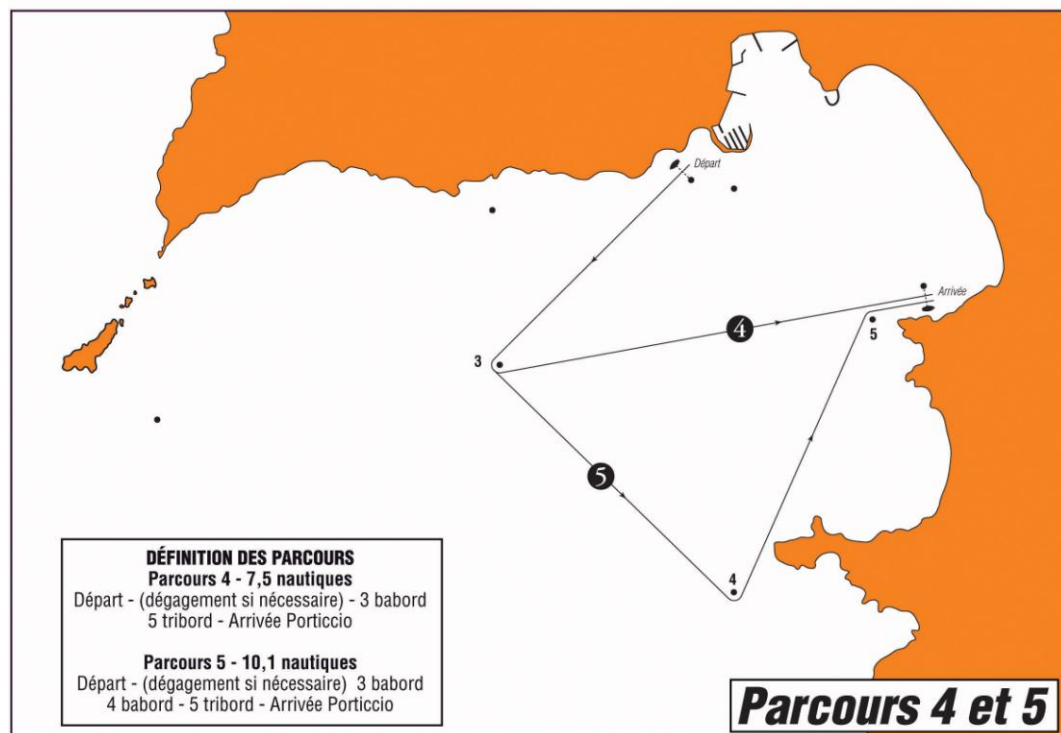 Départ
Arrivée
4
3
5
5
4
DÉFINITION DES PARCOURS
Parcours 4 - 7,5 nautiques
Départ - (dégagement si nécessaire) - 3 babord
5 tribord - Arrivée Porticcio
Parcours 5 - 10,1 nautiques
Départ - (dégagement si nécessaire) 3 babord
4 babord - 5 tribord - Arrivée Porticcio
Parcours 4 et 5